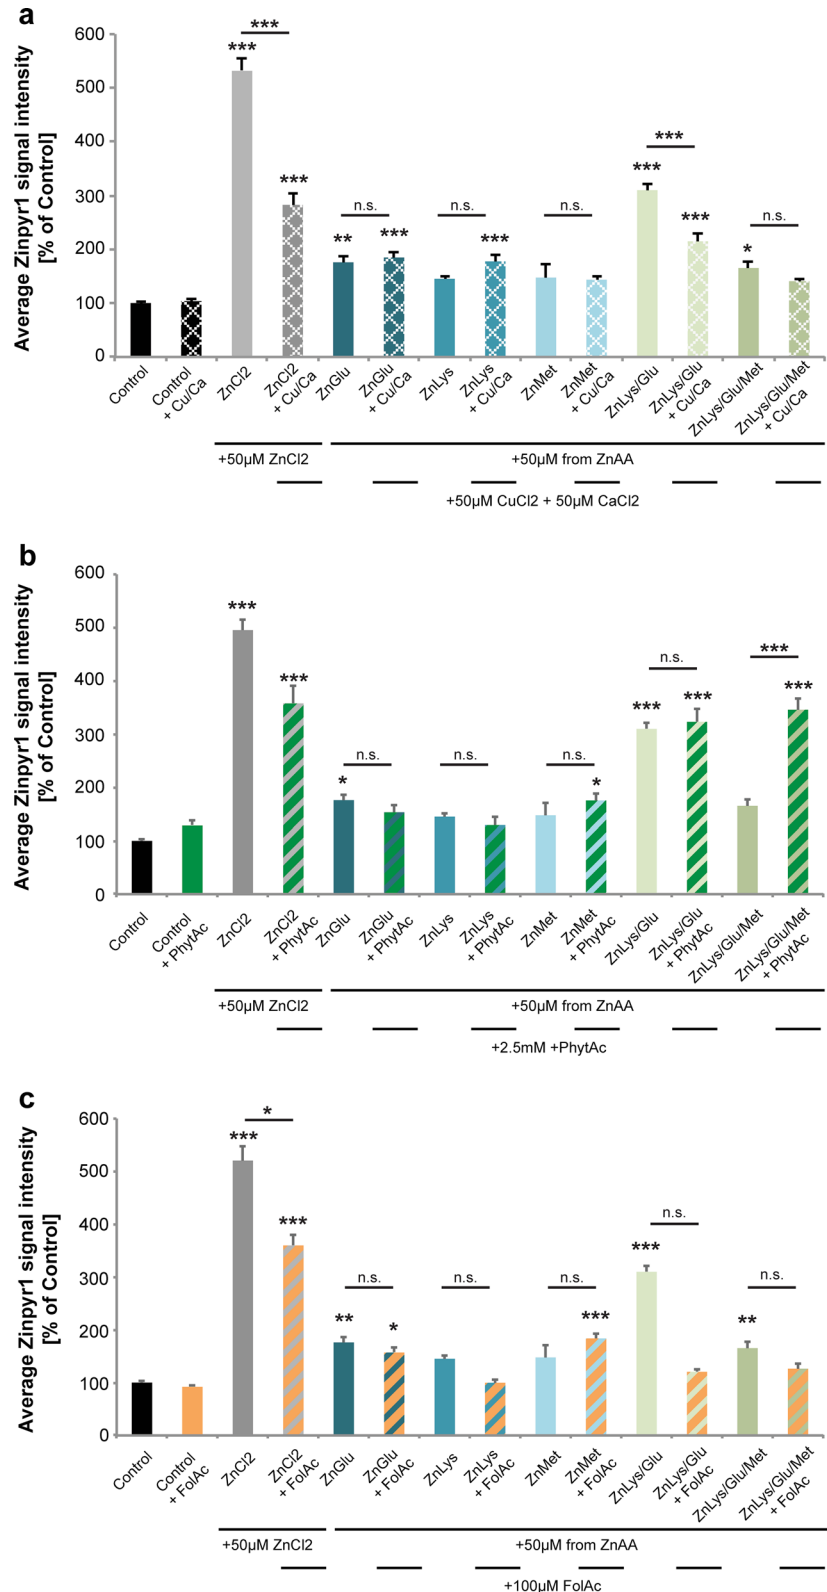 a
Average Zinpyr1 signal intensity
[% of Control]
600
500
400
300
200
100
0
***
***
***
n.s.
**
***
n.s.
***
n.s.
***
***
***
n.s.
*
Control
Control
+ Cu/Ca
ZnCl2
ZnCl2
+ Cu/Ca
ZnGlu
ZnGlu
+ Cu/Ca
ZnLys
ZnLys
+ Cu/Ca
ZnMet
ZnMet
+ Cu/Ca
ZnLys/Glu
ZnLys/Glu
+ Cu/Ca
ZnLys/Glu/Met
ZnLys/Glu/Met
+ Cu/Ca
+50µM ZnCl2
+50µM from ZnAA
+50µM CuCl2 + 50µM CaCl2
b
Average Zinpyr1 signal intensity
[% of Control]
600
500
400
300
200
100
0
***
***
n.s.
*
n.s.
n.s.
*
n.s.
***
***
***
***
Control
Control
+ PhytAc
ZnCl2
ZnCl2
+ PhytAc
ZnGlu
ZnGlu
+ PhytAc
ZnLys
ZnLys
+ PhytAc
ZnMet
ZnMet
+ PhytAc
ZnLys/Glu
ZnLys/Glu
+ PhytAc
ZnLys/Glu/Met
ZnLys/Glu/Met
+ PhytAc
+50µM ZnCl2
+50µM from ZnAA
+2.5mM +PhytAc
c
Average Zinpyr1 signal intensity
[% of Control]
600
500
400
300
200
100
0
*
***
***
n.s.
**
*
n.s.
n.s.
***
n.s.
***
n.s.
**
Control
Control
+ FolAc
ZnCl2
ZnCl2
+ FolAc
ZnGlu
ZnGlu
+ FolAc
ZnLys
ZnLys
+ FolAc
ZnMet
ZnMet
+ FolAc
ZnLys/Glu
ZnLys/Glu
+ FolAc
ZnLys/Glu/Met
ZnLys/Glu/Met
+ FolAc
+50µM ZnCl2
+50µM from ZnAA
+100µM FolAc